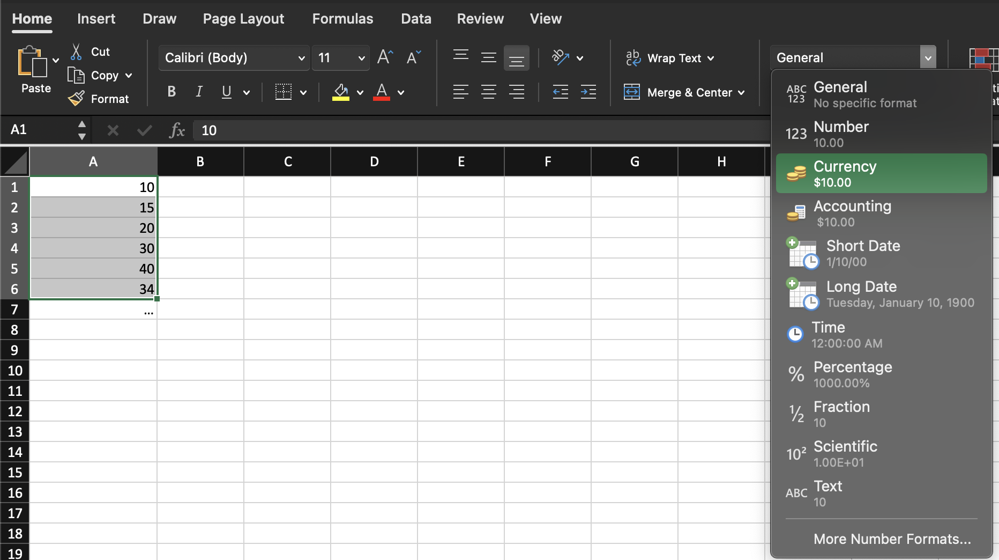 Home Insert Draw Page Layout Formulas Data Review View
Paste
Cut
Copy
Format
Calibri (Body) 11 A A
B I U A
ab Wrap Text
Merge & Center
General
A1 fx 10
A B C D E F G H
1 10
2 15
3 20
4 30
5 40
6 34
7 ...
8
9
10
11
12
13
14
15
16
17
18
19
ABC 123 General
No specific format
123 Number
10.00
Currency
$10.00
Accounting
$10.00
Short Date
1/10/00
Long Date
Tuesday, January 10, 1900
Time
12:00:00 AM
% Percentage
1000.00%
½ Fraction
10
10² Scientific
1.00E+01
ABC Text
10
More Number Formats...